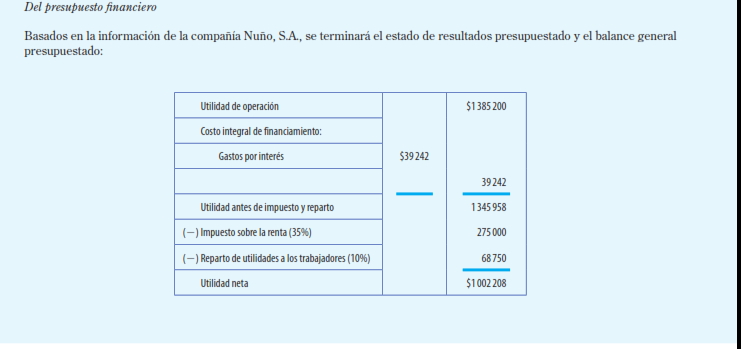 Del presupuesto financiero
Basados en la información de la compañía Nuño, S.A., se terminará el estado de resultados presupuestado y el balance general
presupuestado:
Utilidad de operación $1 385 200
Costo integral de financiamiento:
Gastos por interés $39 242
39 242
Utilidad antes de impuesto y reparto 1 345 958
(−) Impuesto sobre la renta (35%) 275 000
(−) Reparto de utilidades a los trabajadores (10%) 68 750
Utilidad neta $1 002 208